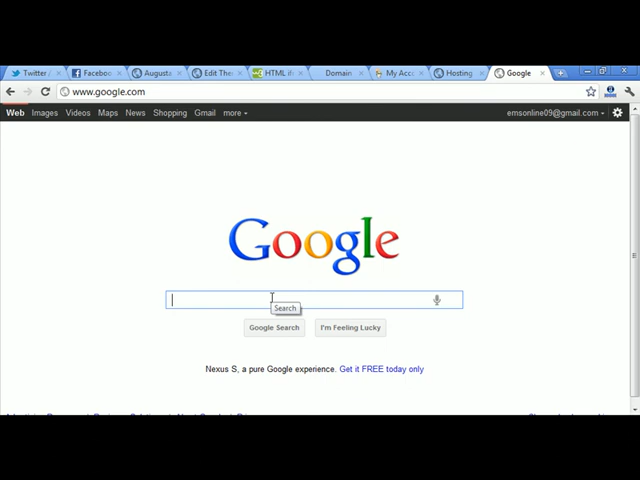 Twitter / Faceboo Augusta Edit The HTML i My Acc Domain Hosting Google
www.google.com
Web Images Videos Maps News Shopping Gmail more
emsonline09@gmail.com
Google
Search
Google Search I'm Feeling Lucky
Nexus S, a pure Google experience. Get it FREE today only